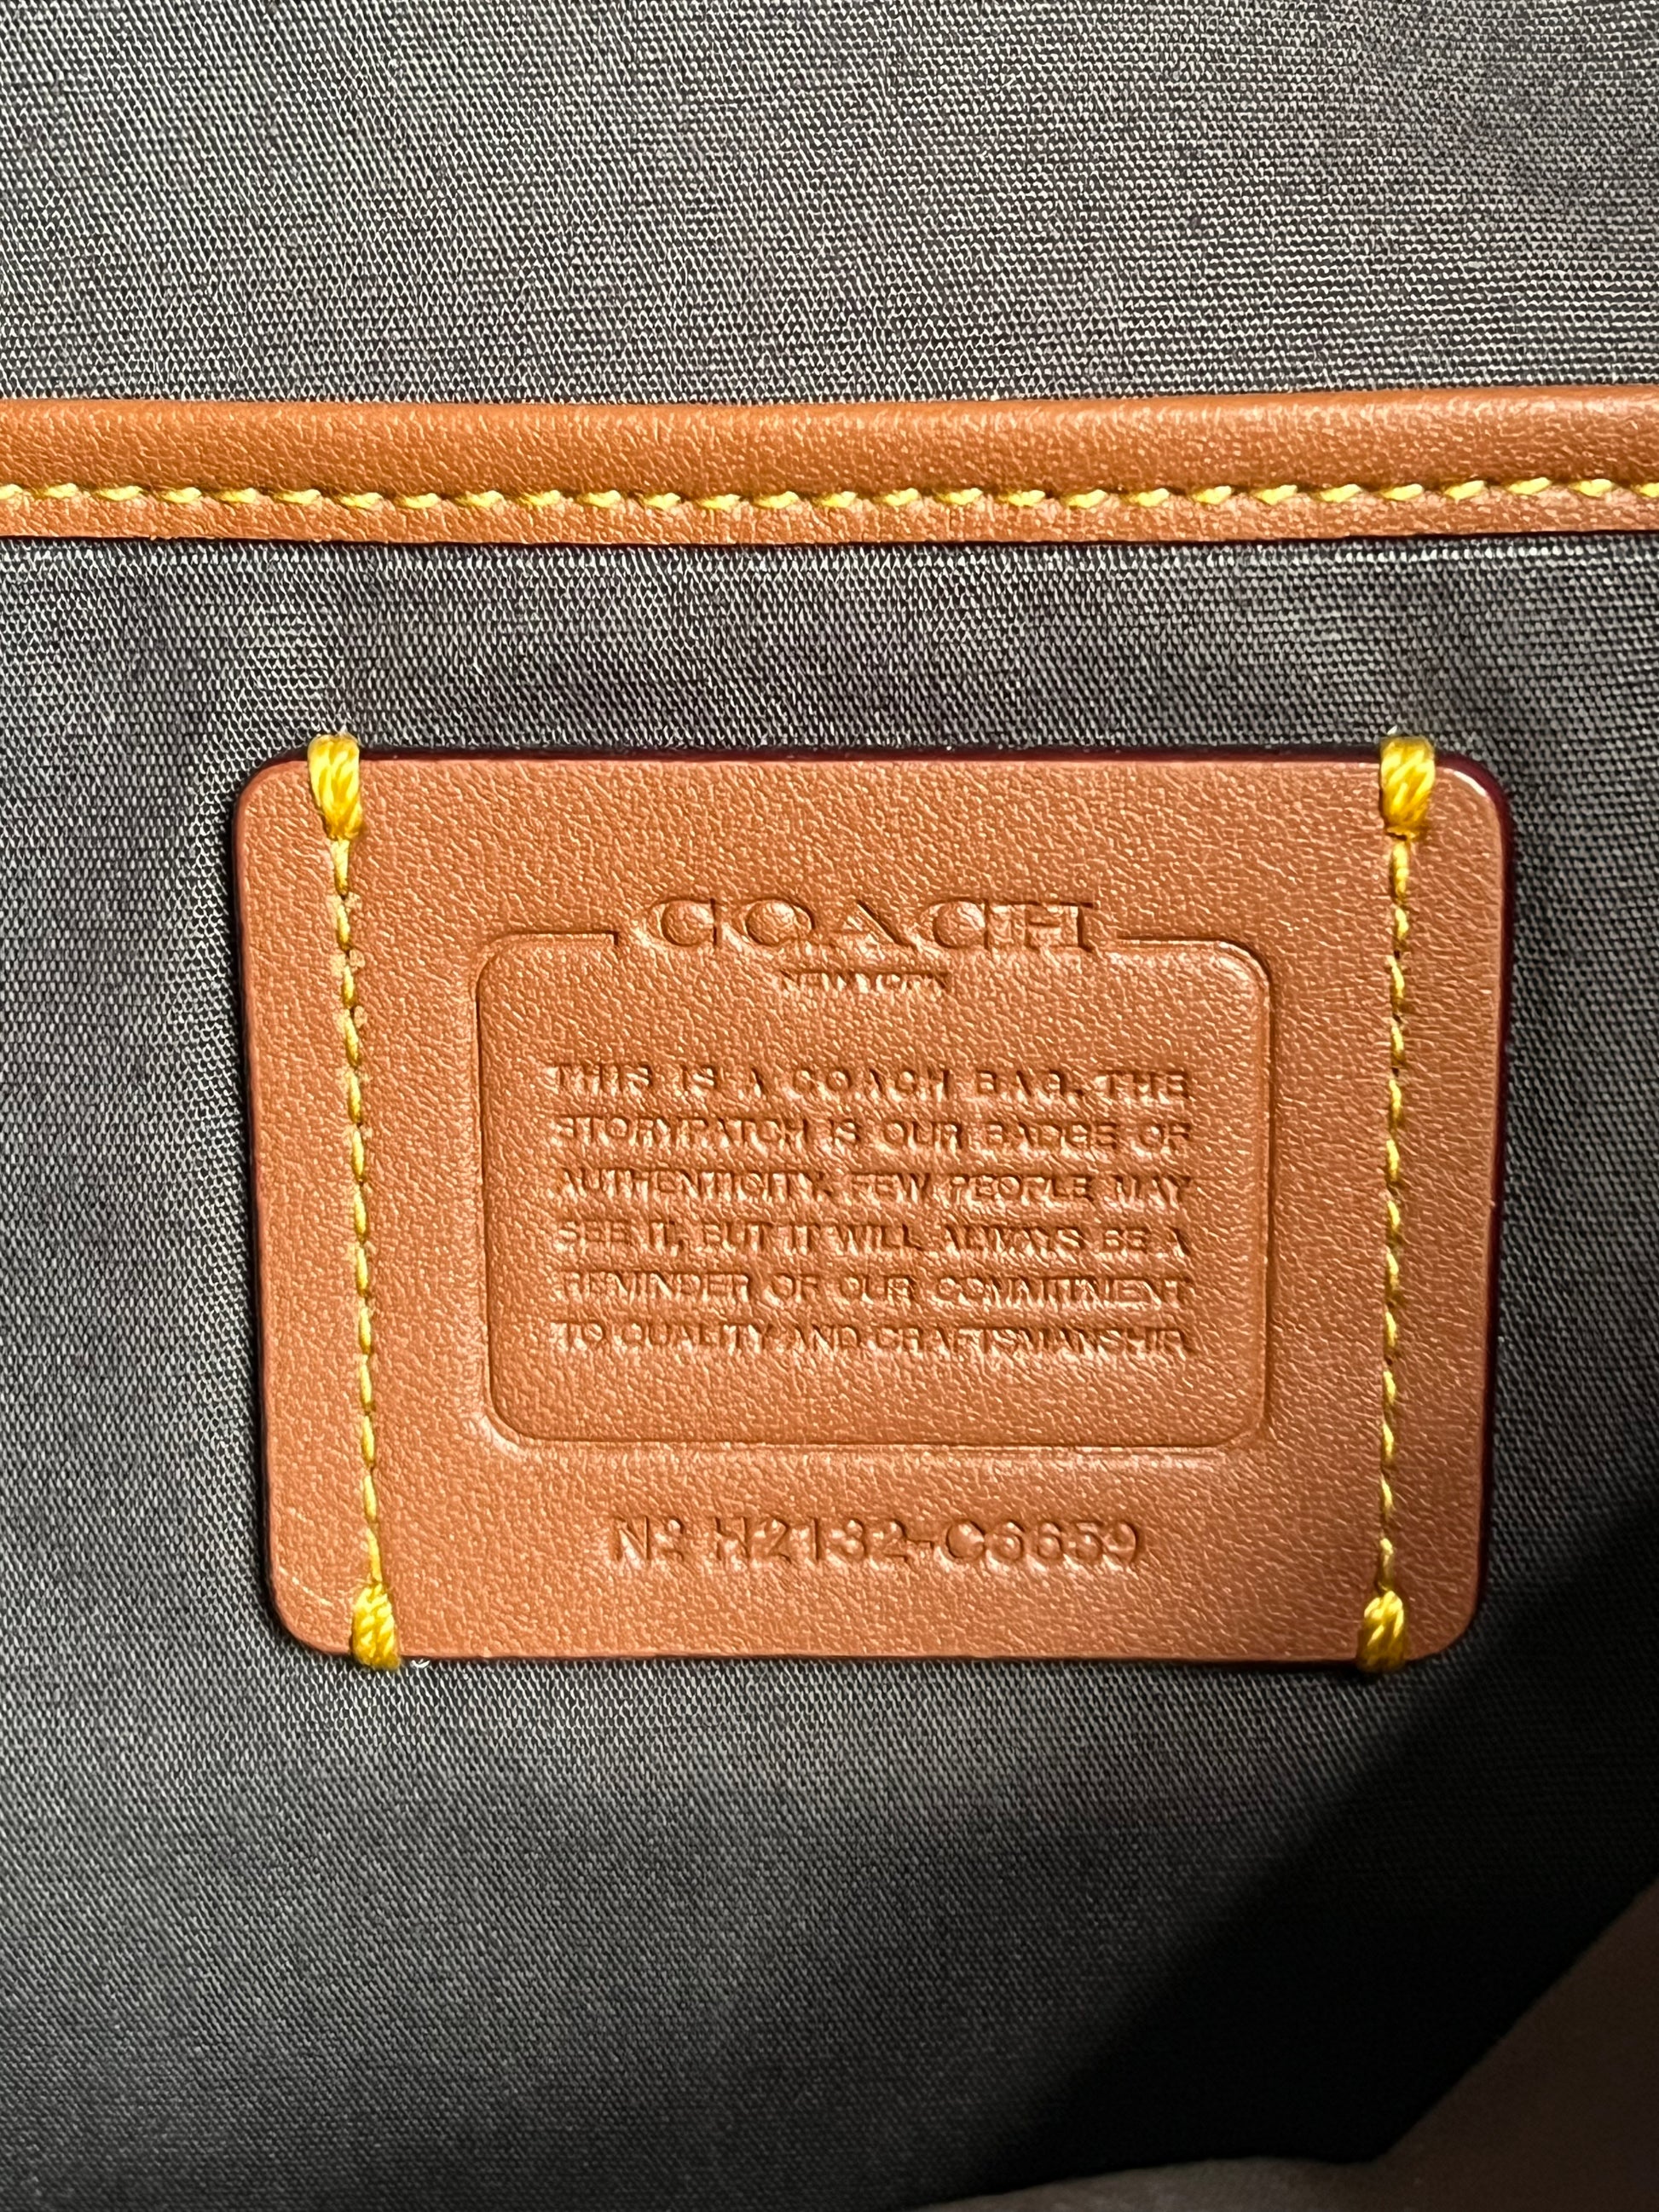 COACH
NEW YORK
THIS IS A COACH BAG. THE
STORYPATCH IS OUR BADGE OF
AUTHENTICITY. FEW PEOPLE MAY
SEE IT, BUT IT WILL ALWAYS BE A
REMINDER OF OUR COMMITMENT
TO QUALITY AND CRAFTSMANSHIP.
Nº H2132-C6659